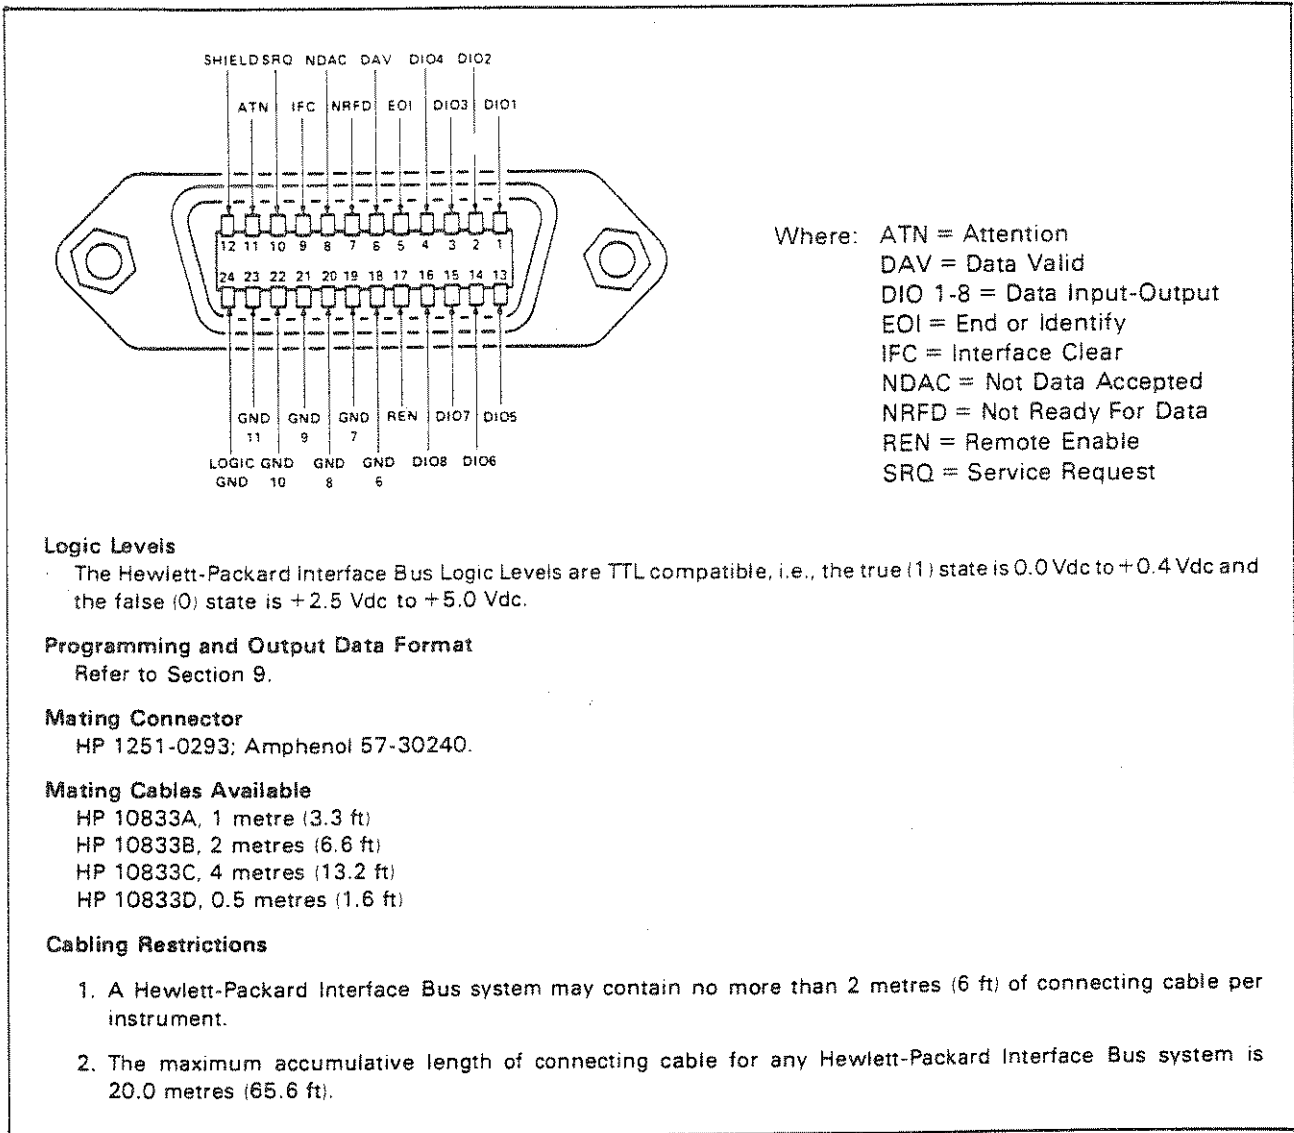 SHIELD SRQ NDAC DAV DIO4 DIO2
ATN IFC NRFD EOI DIO3 DIO1
12 11 10 9 8 7 6 5 4 3 2 1
24 23 22 21 20 19 18 17 16 15 14 13
GND GND GND REN DIO7 DIO5
11 9 7
LOGIC GND GND GND DIO8 DIO6
GND 10 8 6
Where: ATN = Attention
DAV = Data Valid
DIO 1-8 = Data Input-Output
EOI = End or Identify
IFC = Interface Clear
NDAC = Not Data Accepted
NRFD = Not Ready For Data
REN = Remote Enable
SRQ = Service Request
Logic Levels
The Hewlett-Packard Interface Bus Logic Levels are TTL compatible, i.e., the true (1) state is 0.0 Vdc to +0.4 Vdc and
the false (0) state is +2.5 Vdc to +5.0 Vdc.
Programming and Output Data Format
Refer to Section 9.
Mating Connector
HP 1251-0293; Amphenol 57-30240.
Mating Cables Available
HP 10833A, 1 metre (3.3 ft)
HP 10833B, 2 metres (6.6 ft)
HP 10833C, 4 metres (13.2 ft)
HP 10833D, 0.5 metres (1.6 ft)
Cabling Restrictions
1. A Hewlett-Packard Interface Bus system may contain no more than 2 metres (6 ft) of connecting cable per
instrument.
2. The maximum accumulative length of connecting cable for any Hewlett-Packard Interface Bus system is
20.0 metres (65.6 ft).